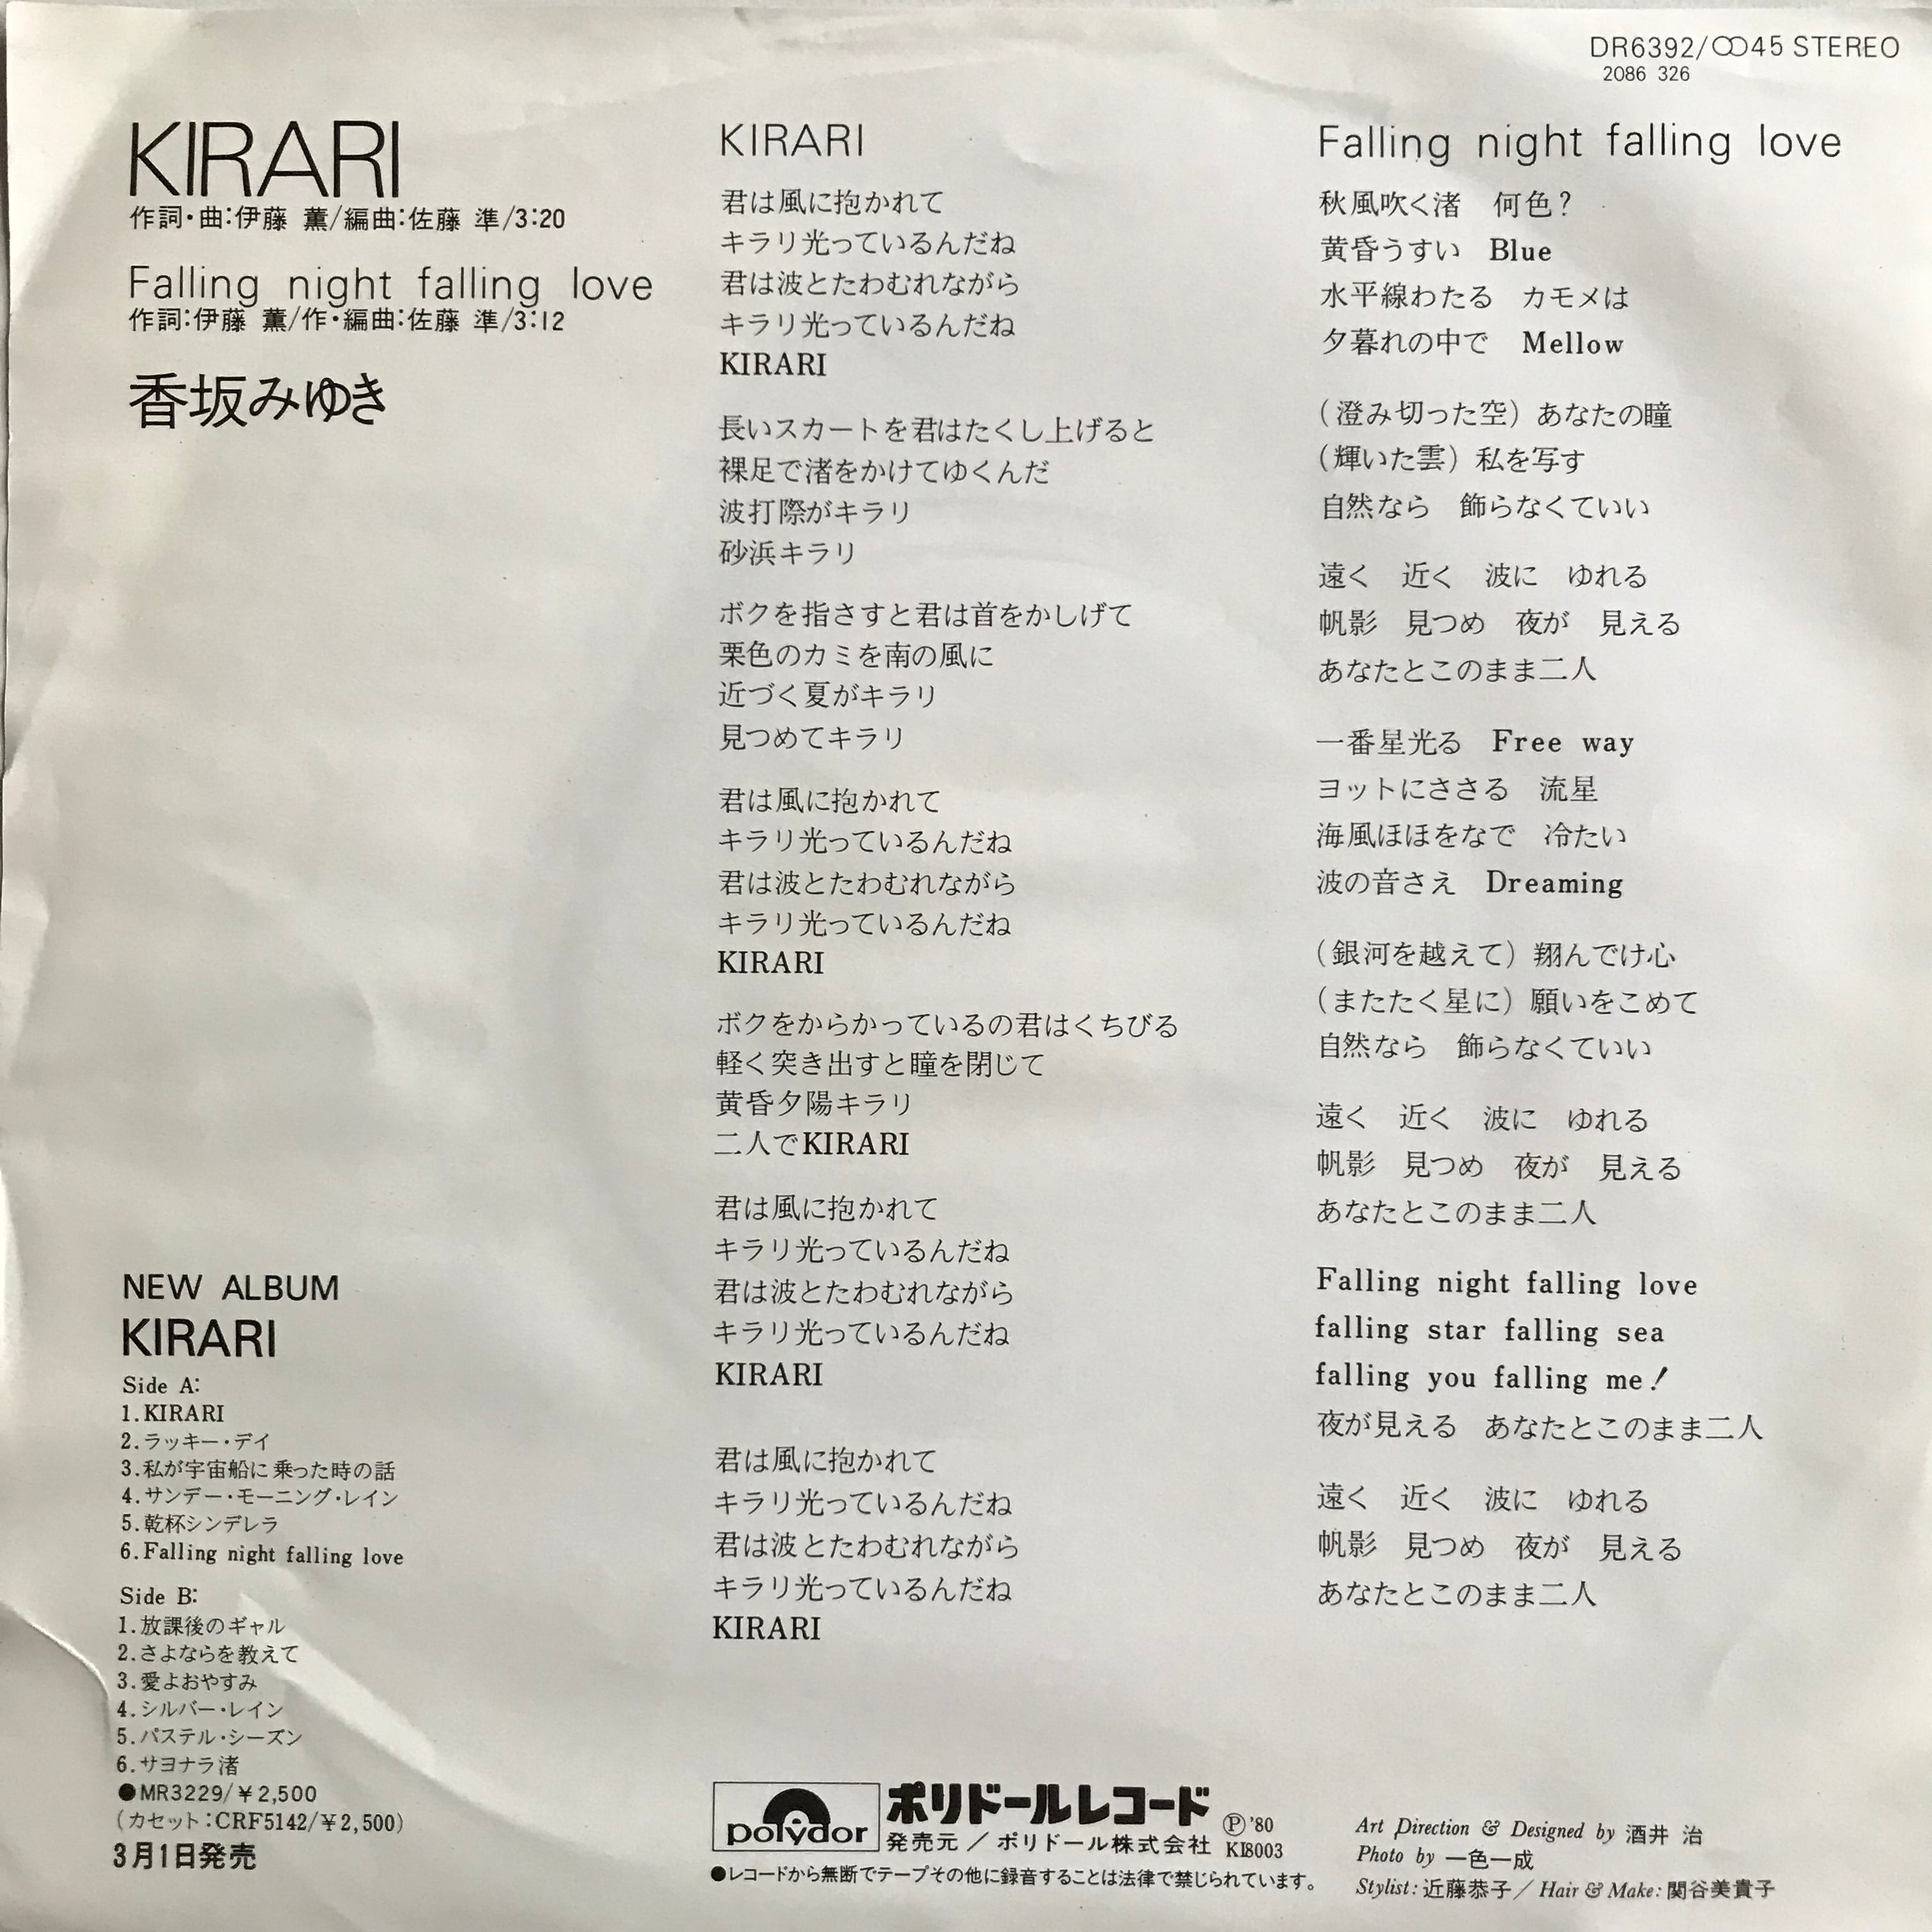 DR6392/∞45 STEREO
2086 326
KIRARI
作詞・曲:伊藤 薫/編曲:佐藤 準/3:20
Falling night falling love
作詞:伊藤 薫/作・編曲:佐藤 準/3:12
香坂みゆき
NEW ALBUM
KIRARI
Side A:
1.KIRARI
2.ラッキー・デイ
3.私が宇宙船に乗った時の話
4.サンデー・モーニング・レイン
5.乾杯シンデレラ
6.Falling night falling love
Side B:
1.放課後のギャル
2.さよならを教えて
3.愛よおやすみ
4.シルバー・レイン
5.パステル・シーズン
6.サヨナラ渚
●MR3229/¥2,500
(カセット:CRF5142/¥2,500)
3月1日発売
KIRARI
君は風に抱かれて
キラリ光っているんだね
君は波とたわむれながら
キラリ光っているんだね
KIRARI
長いスカートを君はたくし上げると
裸足で渚をかけてゆくんだ
波打際がキラリ
砂浜キラリ
ボクを指さすと君は首をかしげて
栗色のカミを南の風に
近づく夏がキラリ
見つめてキラリ
君は風に抱かれて
キラリ光っているんだね
君は波とたわむれながら
キラリ光っているんだね
KIRARI
ボクをからかっているの君はくちびる
軽く突き出すと瞳を閉じて
黄昏夕陽キラリ
二人でKIRARI
君は風に抱かれて
キラリ光っているんだね
君は波とたわむれながら
キラリ光っているんだね
KIRARI
君は風に抱かれて
キラリ光っているんだね
君は波とたわむれながら
キラリ光っているんだね
KIRARI
Falling night falling love
秋風吹く渚 何色?
黄昏うすい Blue
水平線わたる カモメは
夕暮れの中で Mellow
(澄み切った空) あなたの瞳
(輝いた雲) 私を写す
自然なら 飾らなくていい
遠く 近く 波に ゆれる
帆影 見つめ 夜が 見える
あなたとこのまま二人
一番星光る Free way
ヨットにささる 流星
海風ほほをなで 冷たい
波の音さえ Dreaming
(銀河を越えて) 翔んでけ心
(またたく星に) 願いをこめて
自然なら 飾らなくていい
遠く 近く 波に ゆれる
帆影 見つめ 夜が 見える
あなたとこのまま二人
Falling night falling love
falling star falling sea
falling you falling me!
夜が見える あなたとこのまま二人
遠く 近く 波に ゆれる
帆影 見つめ 夜が 見える
あなたとこのまま二人
polydor
ポリドールレコード
発売元/ポリドール株式会社
Ⓟ'80
KI8003
●レコードから無断でテープその他に録音することは法律で禁じられています。
Art Direction & Designed by 酒井 治
Photo by 一色一成
Stylist:近藤恭子/Hair & Make:関谷美貴子